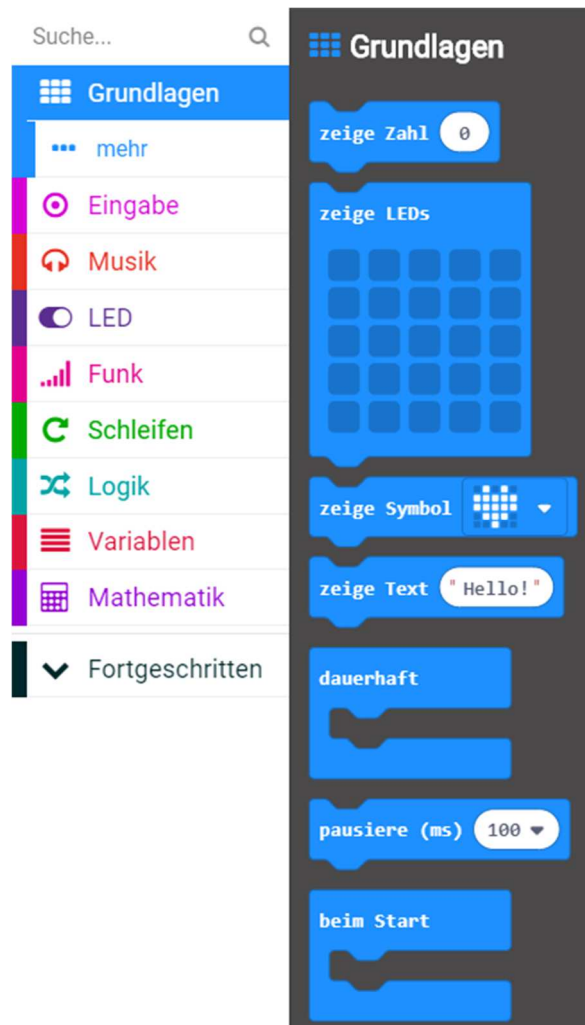 Suche...
Grundlagen
mehr
Eingabe
Musik
LED
Funk
Schleifen
Logik
Variablen
Mathematik
Fortgeschritten
Grundlagen
zeige Zahl 0
zeige LEDs
zeige Symbol
zeige Text "Hello!"
dauerhaft
pausiere (ms) 100
beim Start